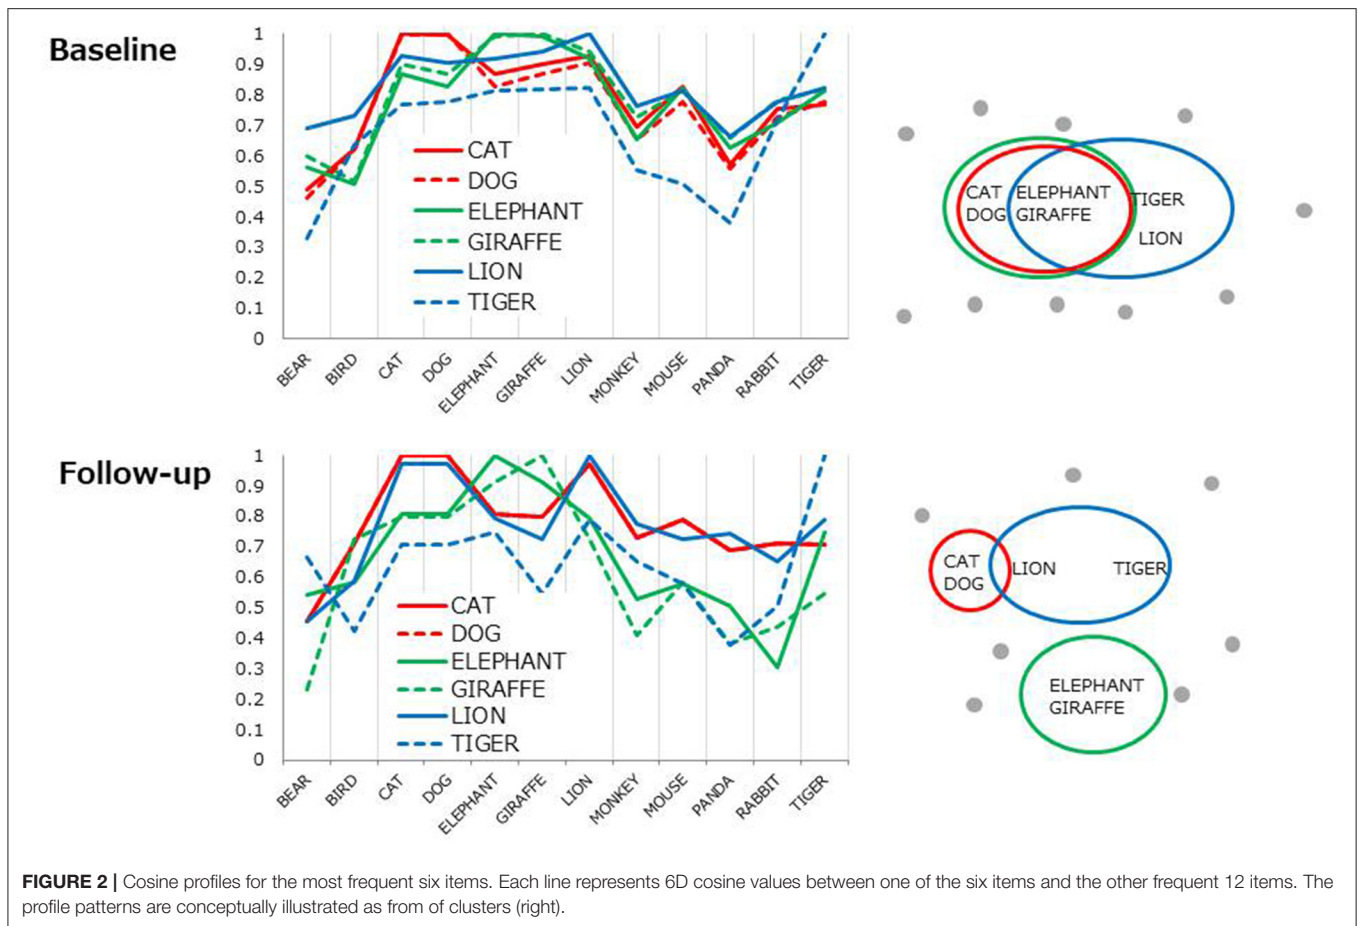 Baseline
1
0.9
0.8
0.7
0.6
0.5
0.4
0.3
0.2
0.1
0
CAT
DOG
ELEPHANT
GIRAFFE
LION
TIGER
BEAR
BIRD
CAT
DOG
ELEPHANT
GIRAFFE
LION
MONKEY
MOUSE
PANDA
RABBIT
TIGER
CAT
DOG
ELEPHANT
GIRAFFE
TIGER
LION
Follow-up
1
0.9
0.8
0.7
0.6
0.5
0.4
0.3
0.2
0.1
0
CAT
DOG
ELEPHANT
GIRAFFE
LION
TIGER
BEAR
BIRD
CAT
DOG
ELEPHANT
GIRAFFE
LION
MONKEY
MOUSE
PANDA
RABBIT
TIGER
CAT
DOG
LION
TIGER
ELEPHANT
GIRAFFE
FIGURE 2 | Cosine profiles for the most frequent six items. Each line represents 6D cosine values between one of the six items and the other frequent 12 items. The
profile patterns are conceptually illustrated as from of clusters (right).